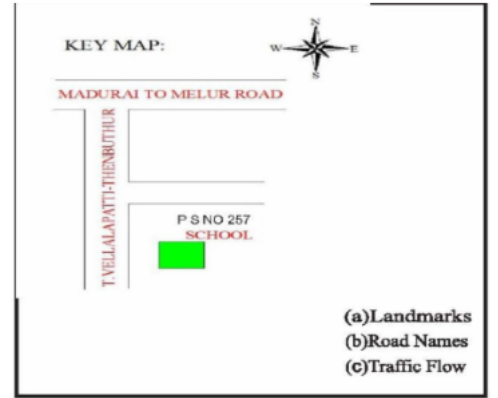 N
KEY MAP:
W
E
S
MADURAI TO MELUR ROAD
T.VELLALAPATTI-THENBUTHUR
P S NO 257
SCHOOL
(a)Landmarks
(b)Road Names
(c)Traffic Flow